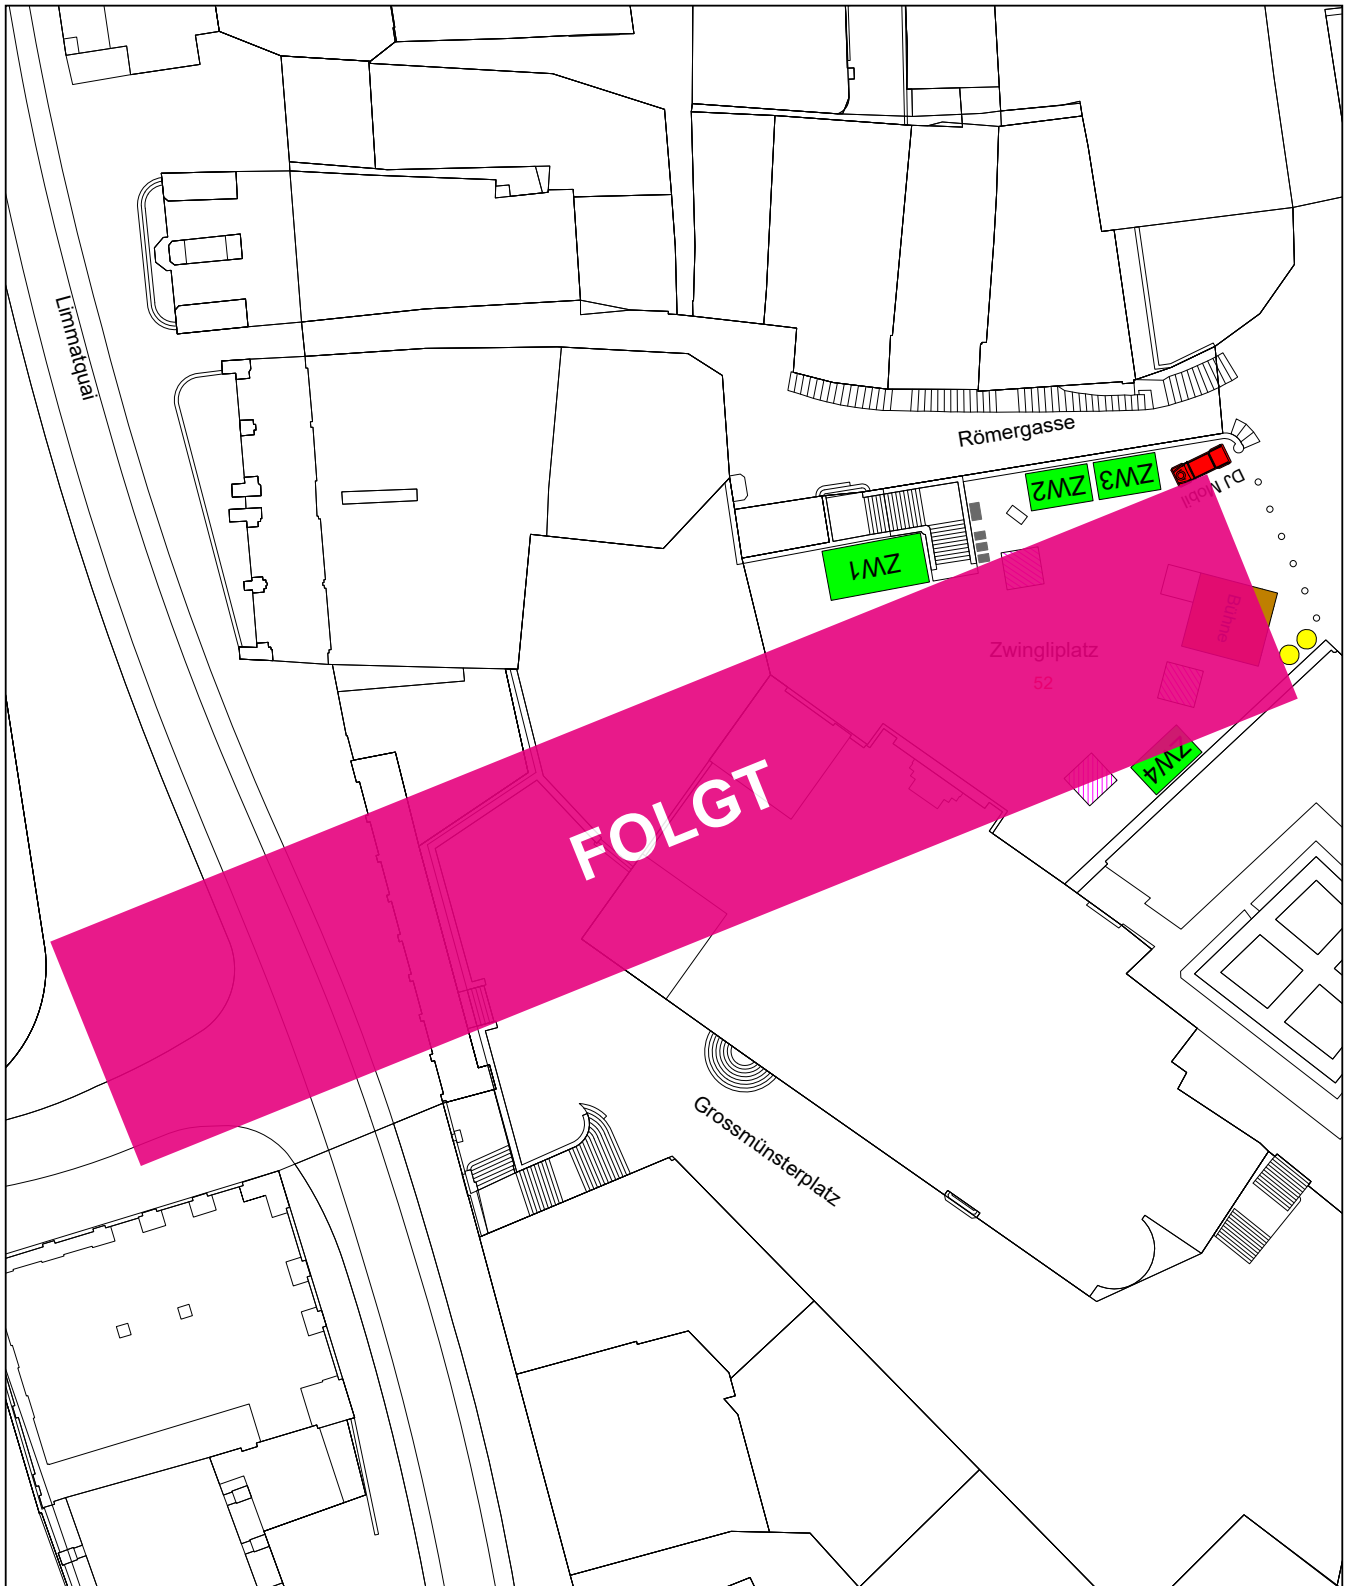 Limmatquai
Römergasse
ZW2
ZW3
DJ Mobil
ZW1
Bühne
Zwingliplatz
52
ZW4
FOLGT
Grossmünsterplatz